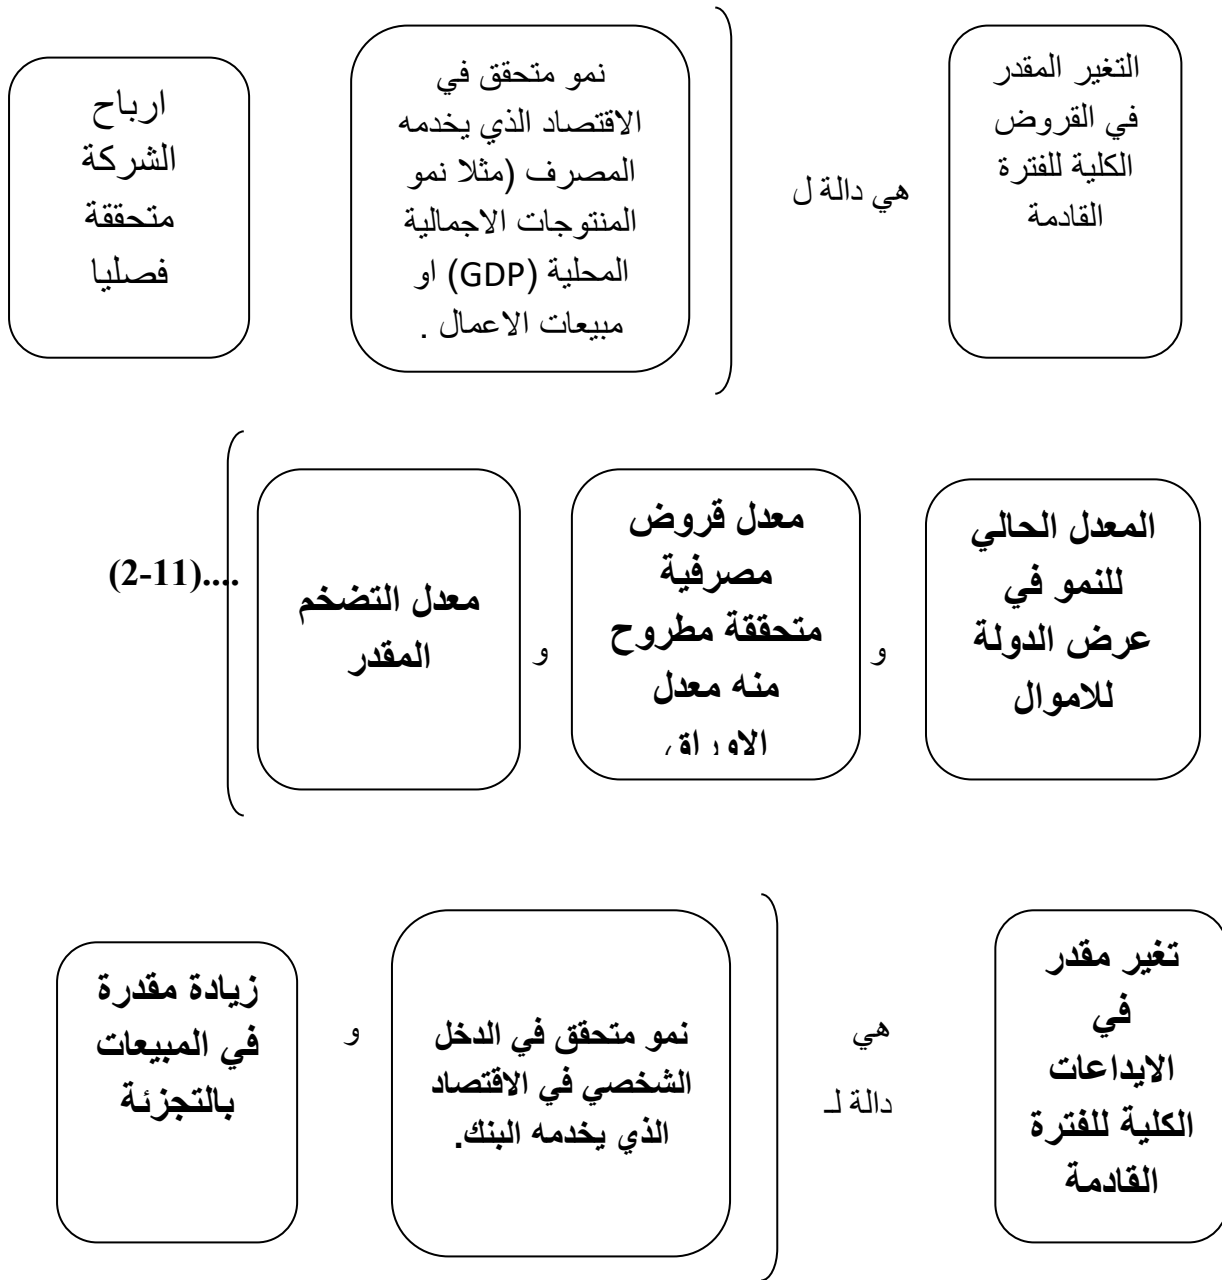 التغير المقدر
في القروض
الكلية للفترة
القادمة
هي دالة ل
نمو متحقق في
الاقتصاد الذي يخدمه
المصرف (مثلا نمو
المنتوجات الاجمالية
المحلية (GDP) او
مبيعات الاعمال .
ارباح
الشركة
متحققة
فصليا
المعدل الحالي
للنمو في
عرض الدولة
للاموال
و
معدل قروض
مصرفية
متحققة مطروح
منه معدل
الاوراق
و
معدل التضخم
المقدر
(2-11)....
تغير مقدر
في
الايداعات
الكلية للفترة
القادمة
هي
دالة لـ
نمو متحقق في الدخل
الشخصي في الاقتصاد
الذي يخدمه البنك.
و
زيادة مقدرة
في المبيعات
بالتجزئة